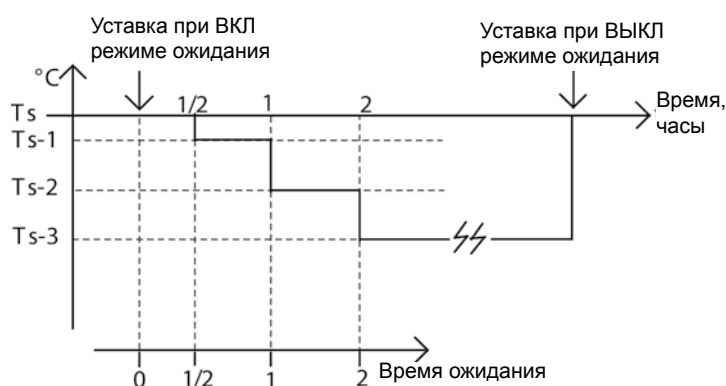 Уставка при ВКЛ
режиме ожидания
Уставка при ВЫКЛ
режиме ожидания
°C
Ts
1/2
1
2
Время,
часы
Ts-1
Ts-2
Ts-3
0
1/2
1
2
Время ожидания